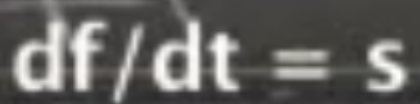 df/dt = s